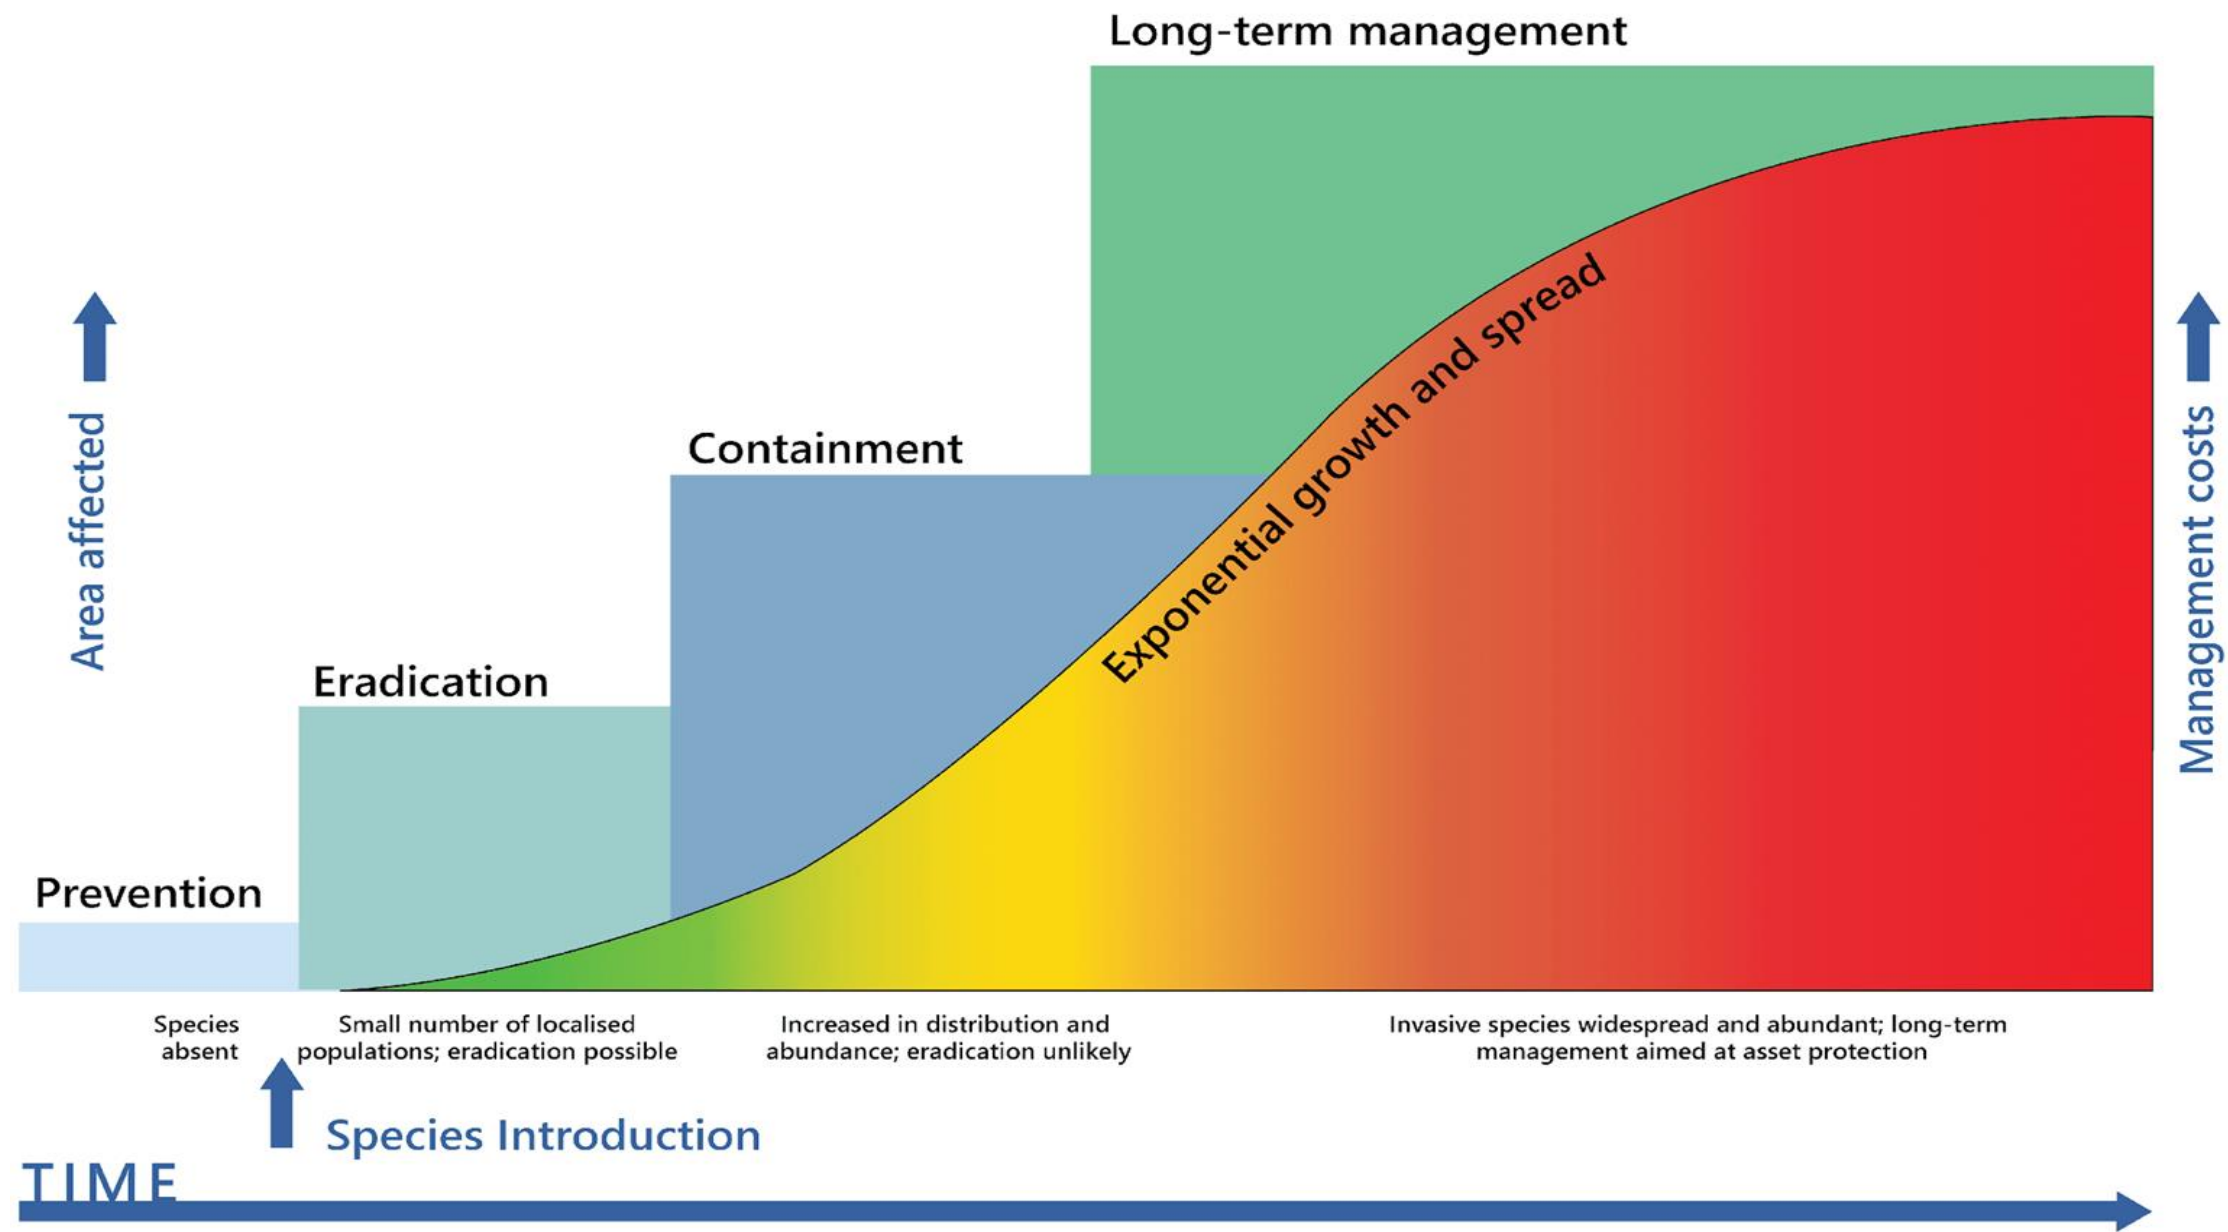 Long-term management
Containment
Eradication
Prevention
Area affected
Exponential growth and spread
Management costs
Species
absent
Small number of localised
populations; eradication possible
Increased in distribution and
abundance; eradication unlikely
Invasive species widespread and abundant; long-term
management aimed at asset protection
Species Introduction
TIME